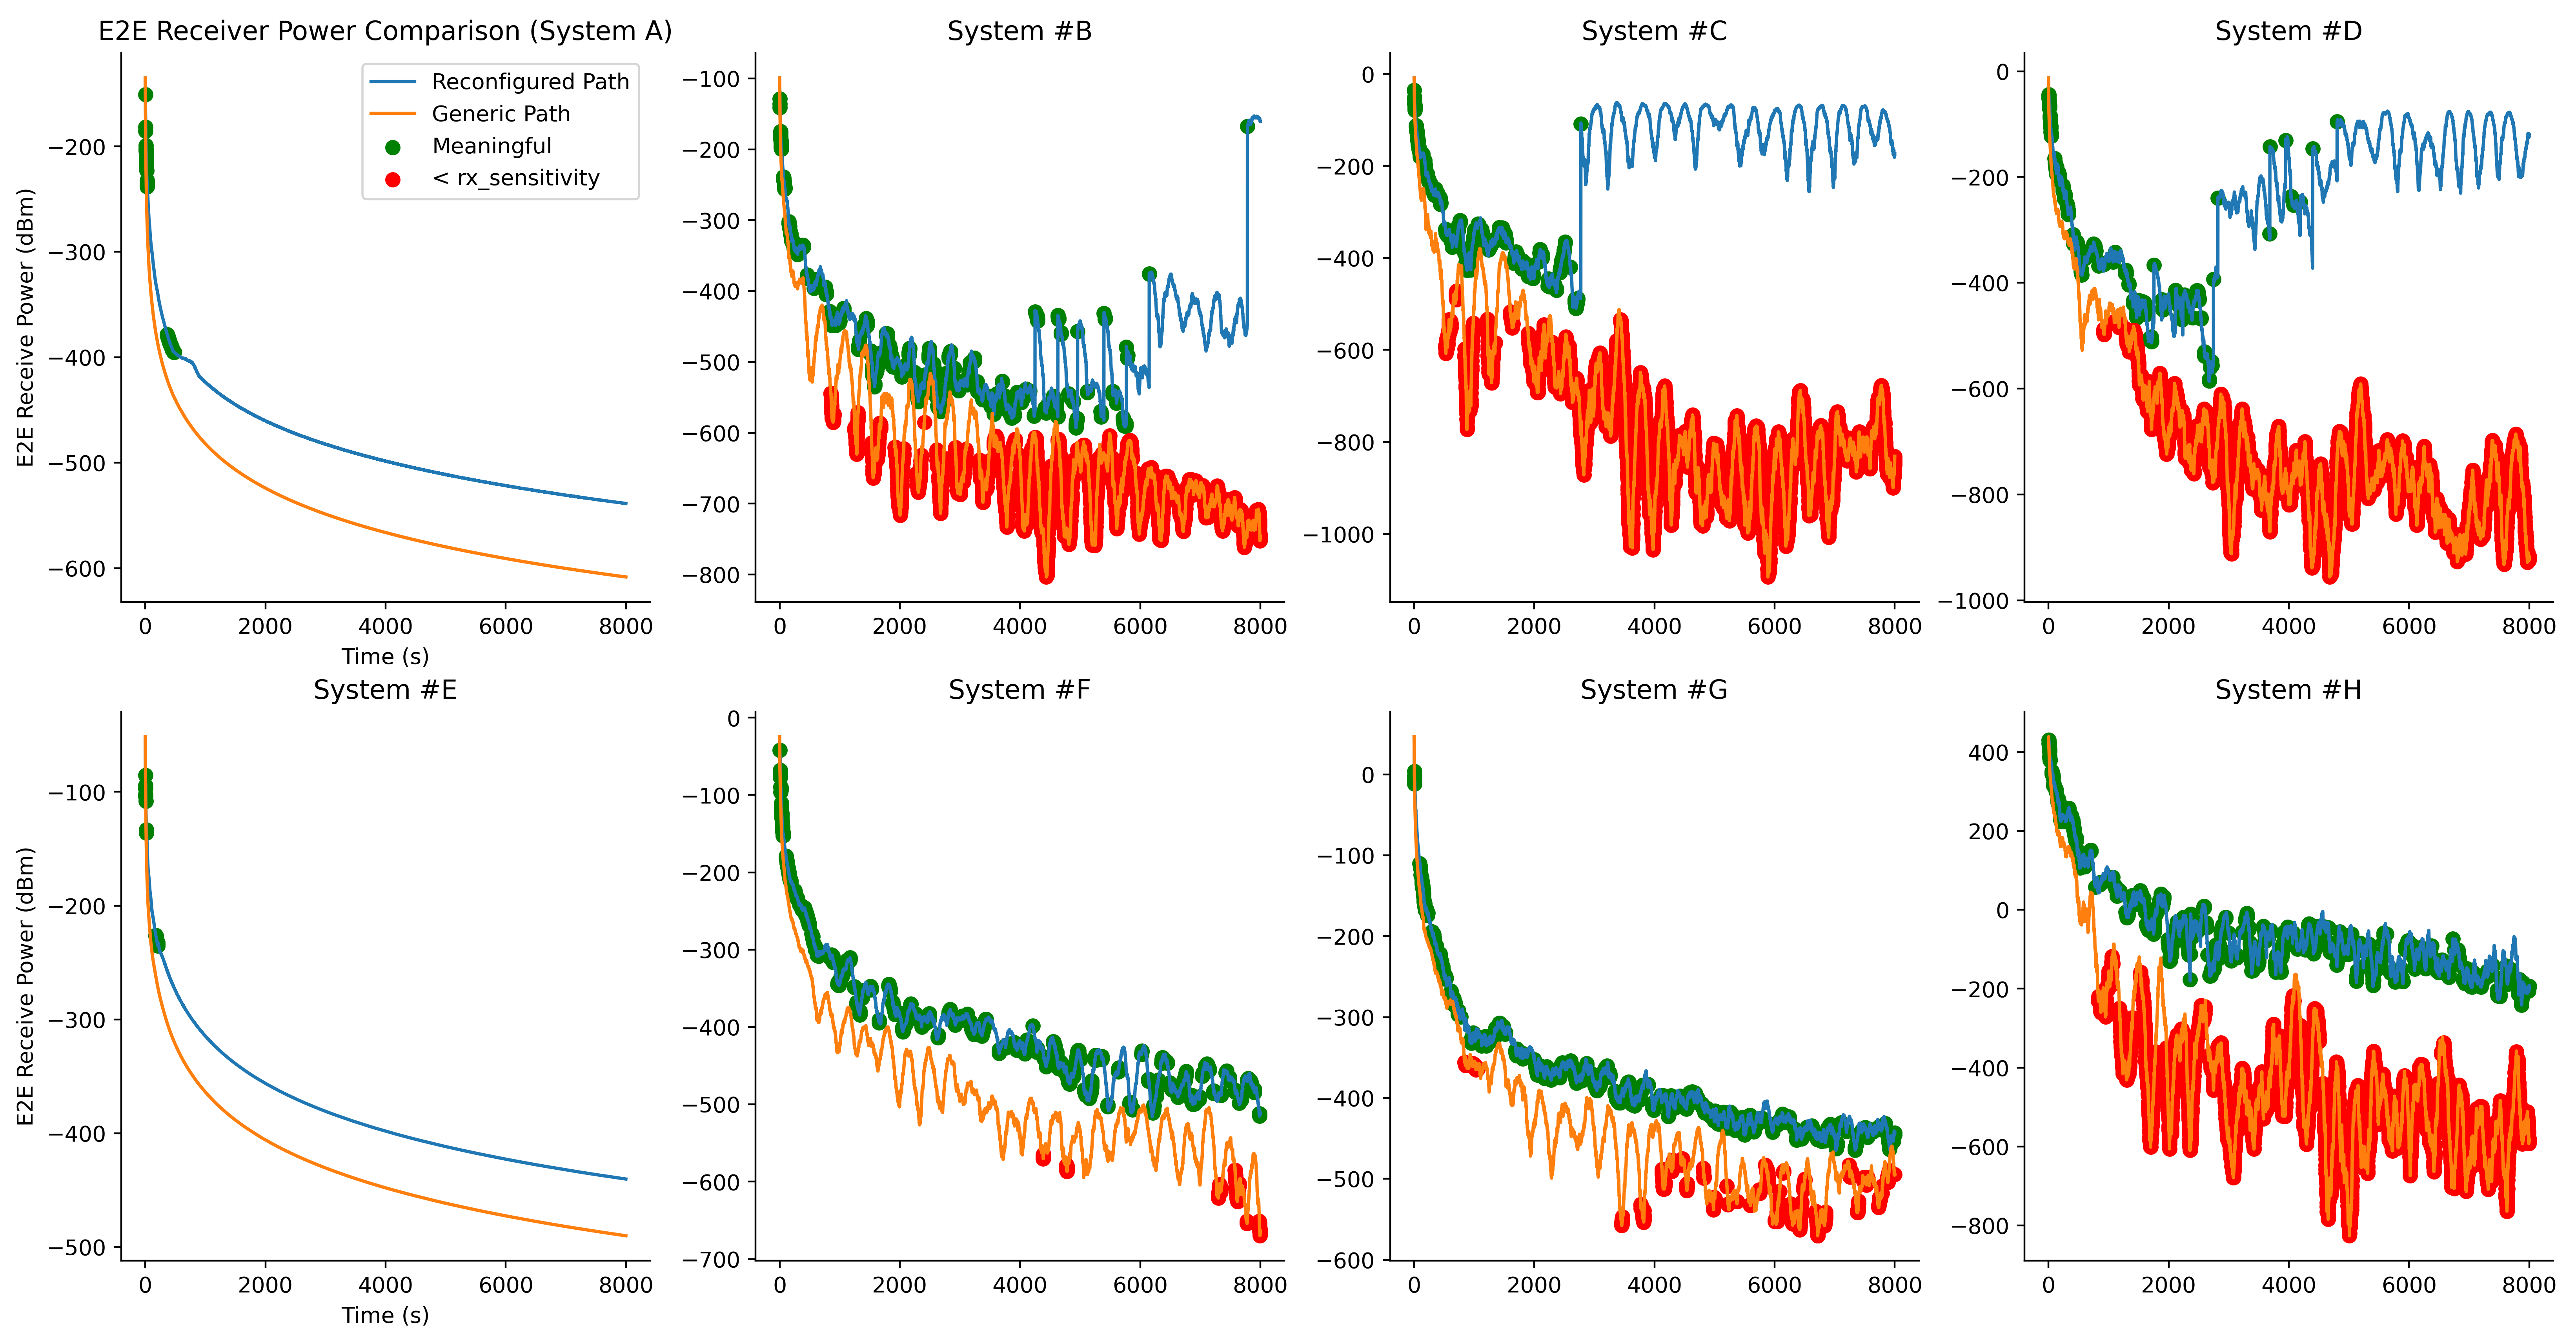 E2E Receiver Power Comparison (System A)
E2E Receive Power (dBm)
−200
−300
−400
−500
−600
0 2000 4000 6000 8000
Time (s)
Reconfigured Path
Generic Path
Meaningful
< rx_sensitivity
System #B
−100
−200
−300
−400
−500
−600
−700
−800
0 2000 4000 6000 8000
System #C
0
−200
−400
−600
−800
−1000
0 2000 4000 6000 8000
System #D
0
−200
−400
−600
−800
−1000
0 2000 4000 6000 8000
System #E
E2E Receive Power (dBm)
−100
−200
−300
−400
−500
0 2000 4000 6000 8000
Time (s)
System #F
0
−100
−200
−300
−400
−500
−600
−700
0 2000 4000 6000 8000
System #G
0
−100
−200
−300
−400
−500
−600
0 2000 4000 6000 8000
System #H
400
200
0
−200
−400
−600
−800
0 2000 4000 6000 8000